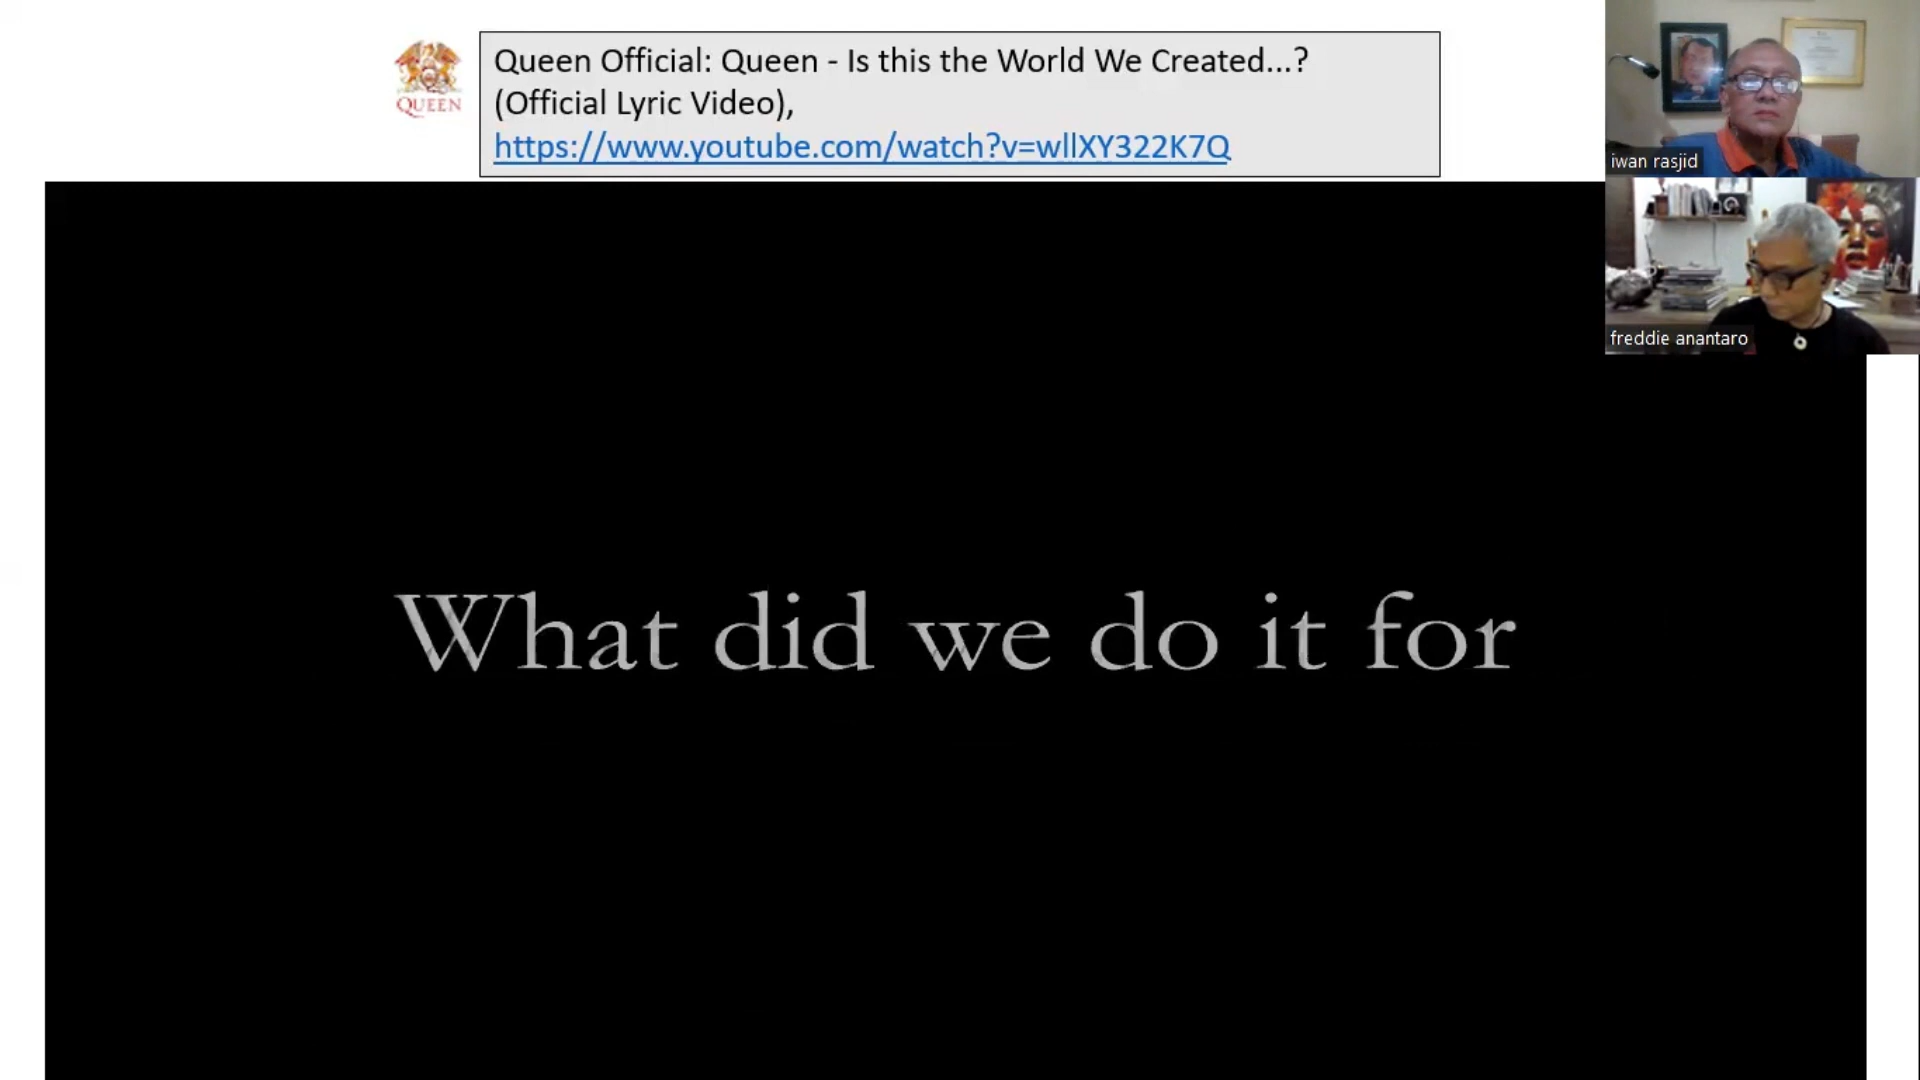 QUEEN
Queen Official: Queen - Is this the World We Created...?
(Official Lyric Video),
https://www.youtube.com/watch?v=wllXY322K7Q
iwan rasjid
freddie anantaro
What did we do it for